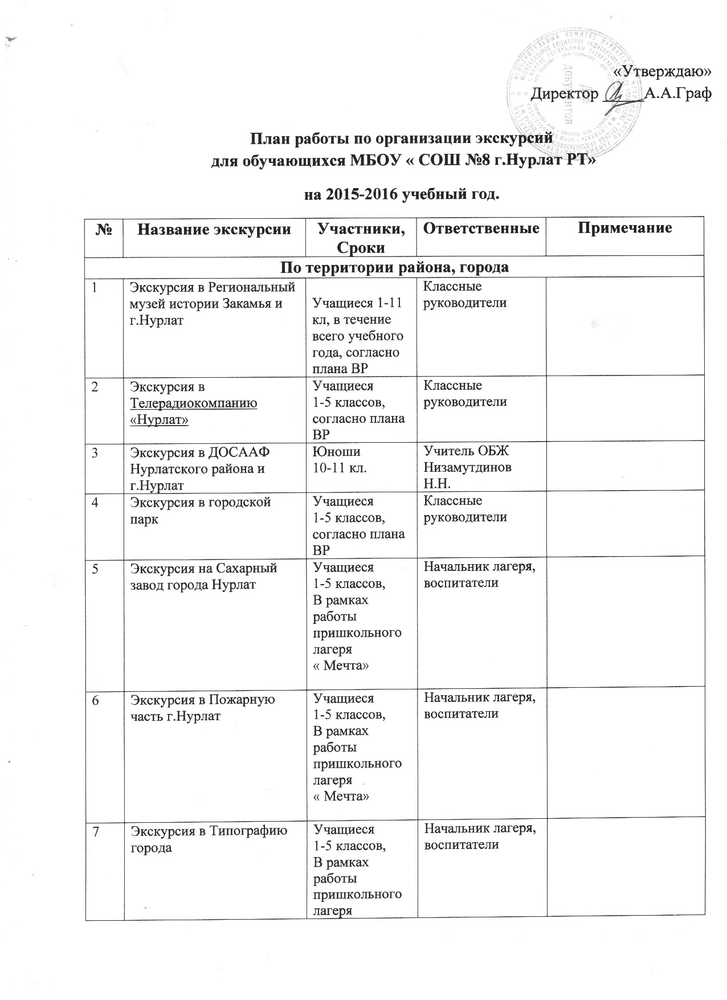 «Утверждаю»
Директор ______А.А.Граф
ДЛЯ
ДОКУМЕНТОВ
План работы по организации экскурсий
для обучающихся МБОУ « СОШ №8 г.Нурлат РТ»
на 2015-2016 учебный год.
№ Название экскурсии Участники, Ответственные Примечание
Сроки
По территории района, города
1 Экскурсия в Региональный Классные
музей истории Закамья и Учащиеся 1-11 руководители
г.Нурлат кл, в течение
всего учебного
года, согласно
плана ВР
2 Экскурсия в Учащиеся Классные
Телерадиокомпанию 1-5 классов, руководители
«Нурлат» согласно плана
ВР
3 Экскурсия в ДОСААФ Юноши Учитель ОБЖ
Нурлатского района и 10-11 кл. Низамутдинов
г.Нурлат Н.Н.
4 Экскурсия в городской Учащиеся Классные
парк 1-5 классов, руководители
согласно плана
ВР
5 Экскурсия на Сахарный Учащиеся Начальник лагеря,
завод города Нурлат 1-5 классов, воспитатели
В рамках
работы
пришкольного
лагеря
« Мечта»
6 Экскурсия в Пожарную Учащиеся Начальник лагеря,
часть г.Нурлат 1-5 классов, воспитатели
В рамках
работы
пришкольного
лагеря
« Мечта»
7 Экскурсия в Типографию Учащиеся Начальник лагеря,
города 1-5 классов, воспитатели
В рамках
работы
пришкольного
лагеря